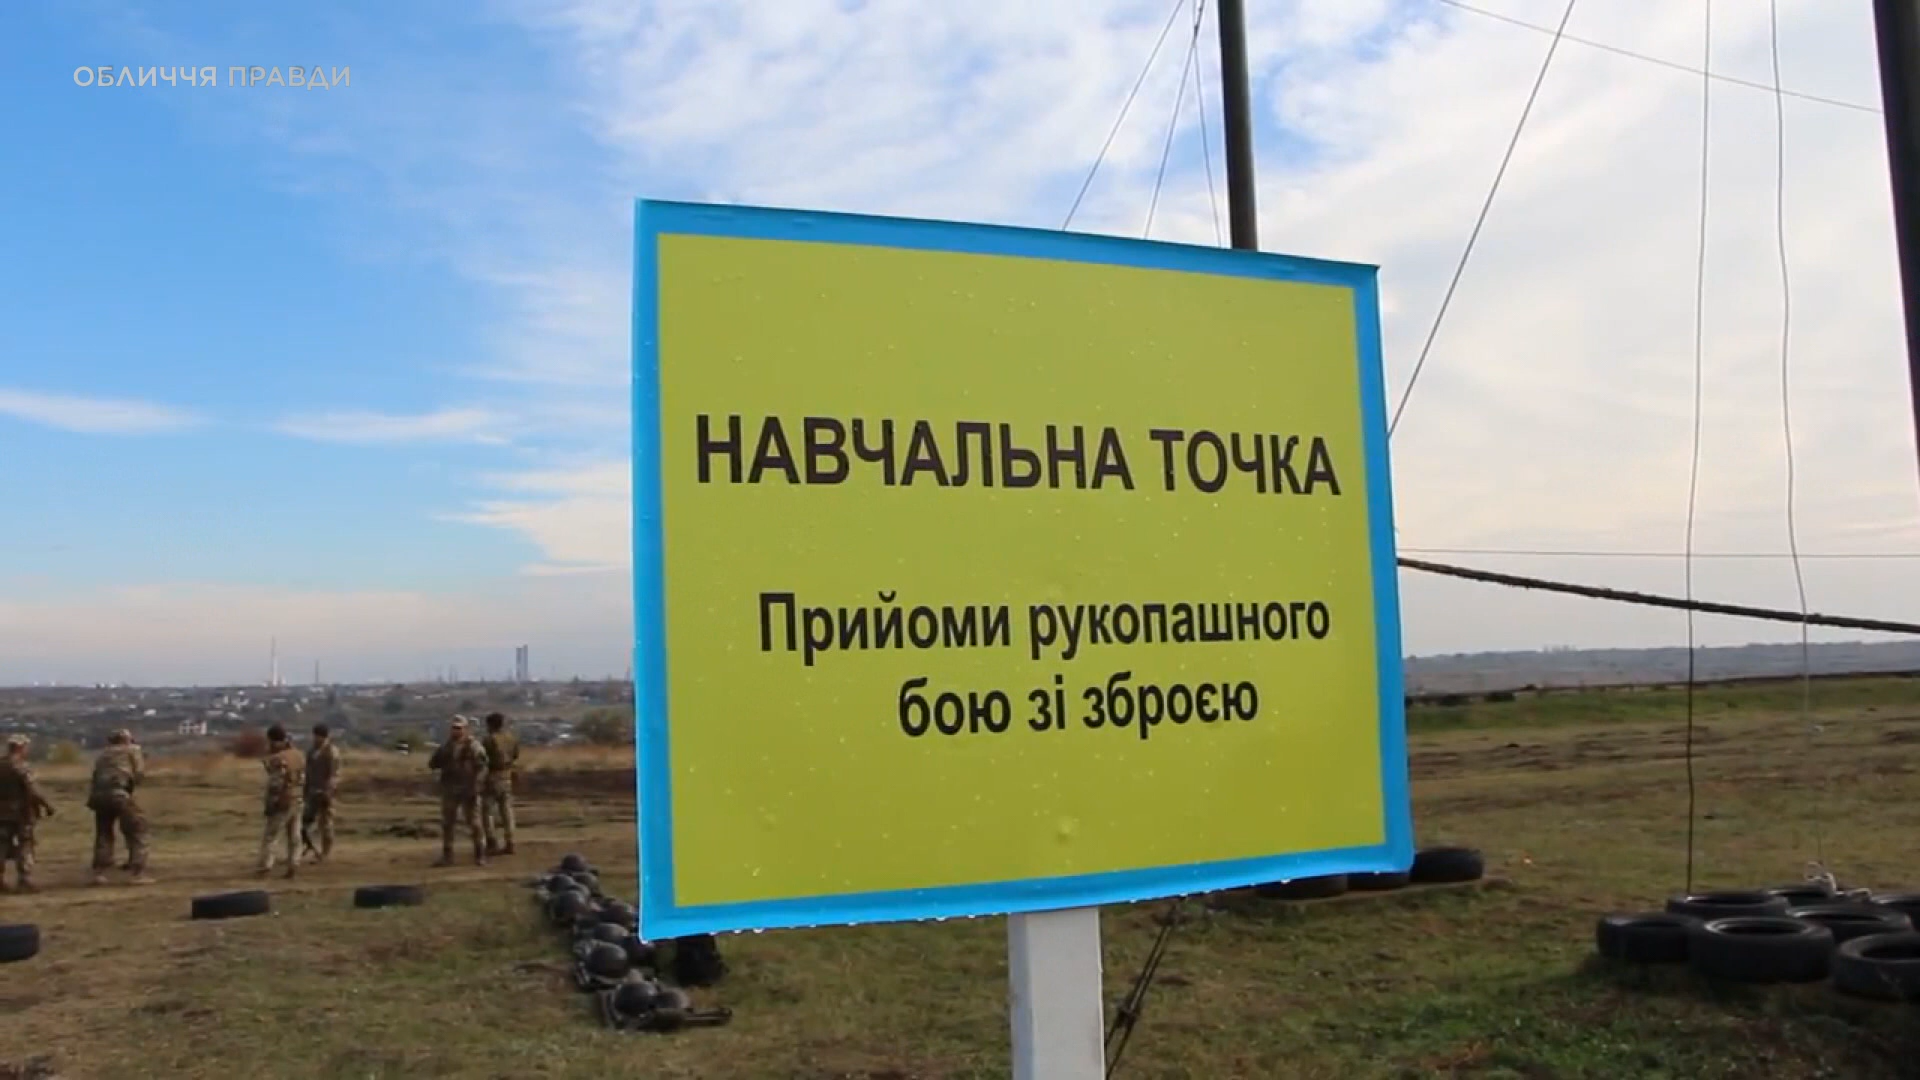 ОБЛИЧЧЯ ПРАВДИ
НАВЧАЛЬНА ТОЧКА
Прийоми рукопашного
бою зі зброєю